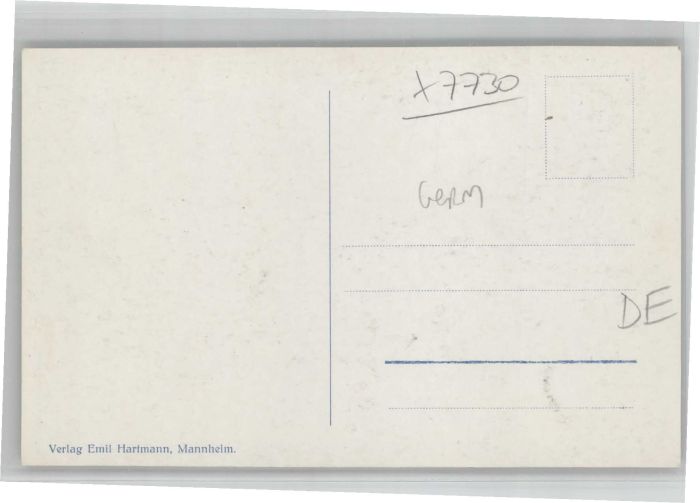 x7730
Germ
DE
Verlag Emil Hartmann, Mannheim.